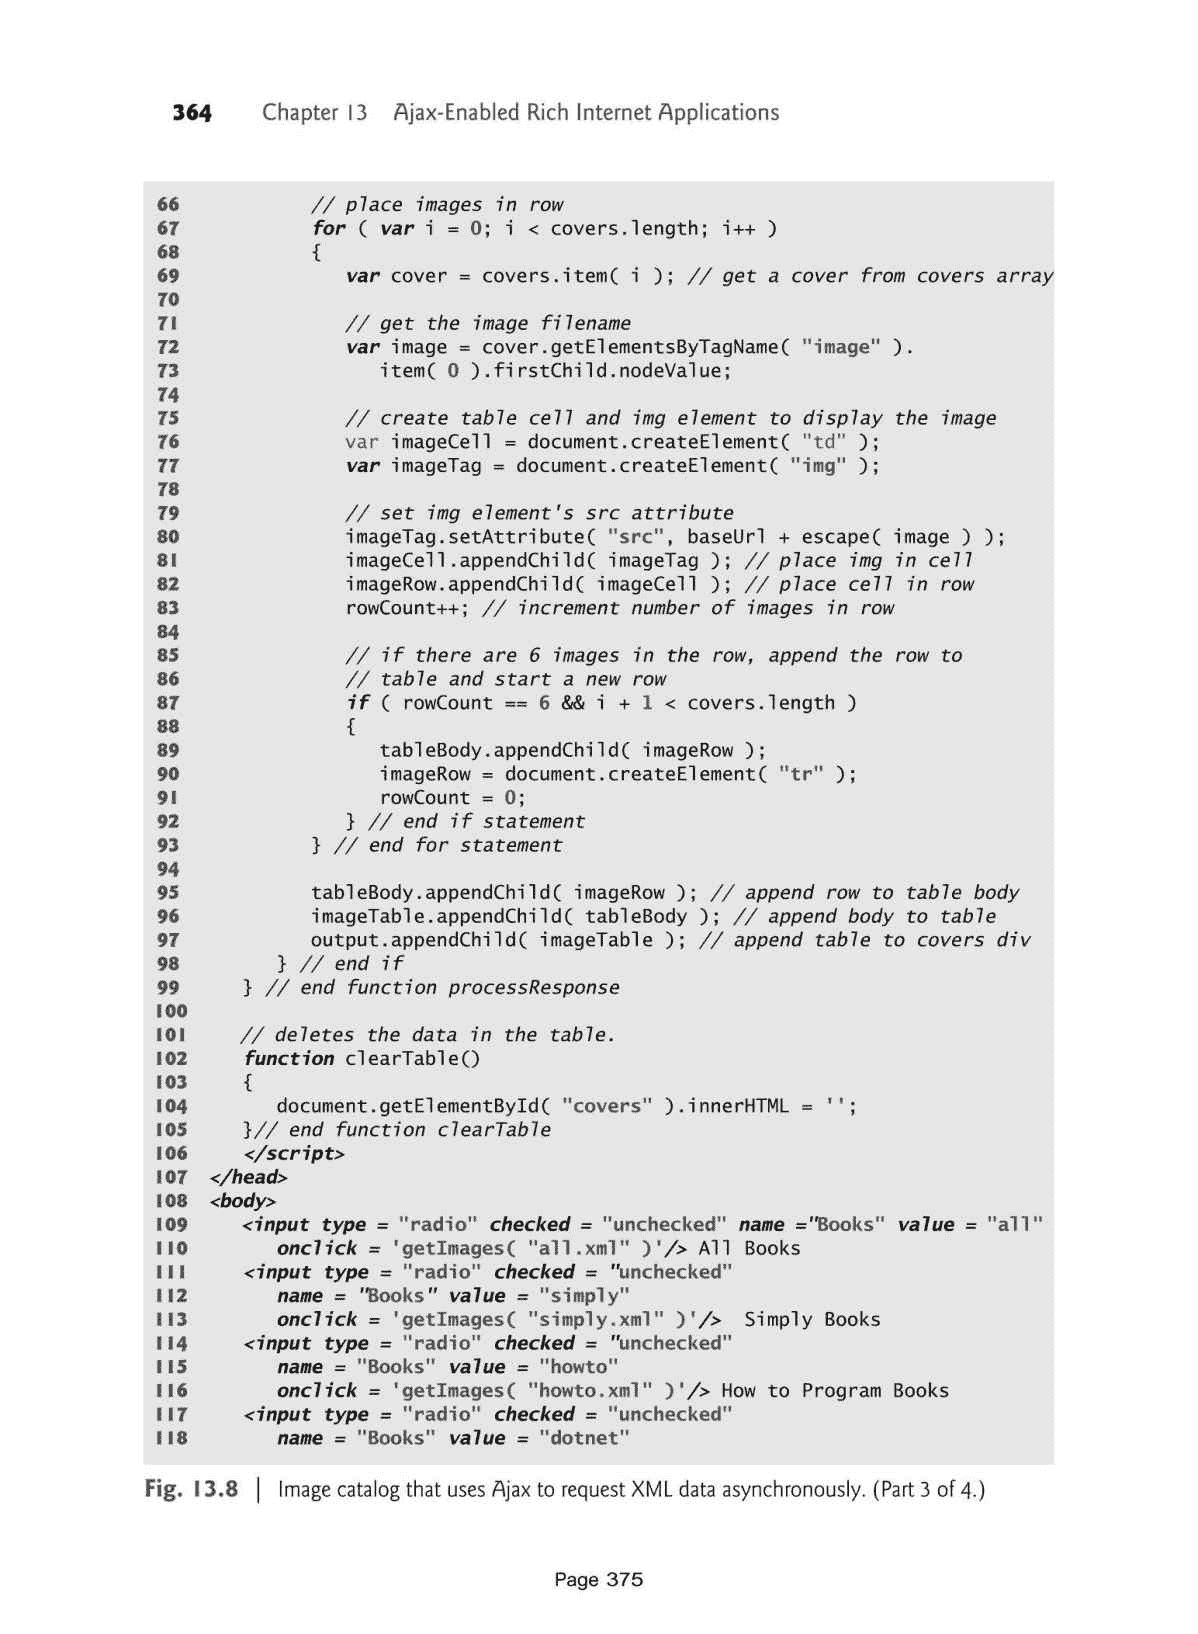 364 Chapter 13 Ajax-Enabled Rich Internet Applications
66 // place images in row
67 for ( var i = 0; i < covers.length; i++ )
68 {
69 var cover = covers.item( i ); // get a cover from covers array
70
71 // get the image filename
72 var image = cover.getElementsByTagName( "image" ).
73 item( 0 ).firstChild.nodeValue;
74
75 // create table cell and img element to display the image
76 var imageCell = document.createElement( "td" );
77 var imageTag = document.createElement( "img" );
78
79 // set img element's src attribute
80 imageTag.setAttribute( "src", baseUrl + escape( image ) );
81 imageCell.appendChild( imageTag ); // place img in cell
82 imageRow.appendChild( imageCell ); // place cell in row
83 rowCount++; // increment number of images in row
84
85 // if there are 6 images in the row, append the row to
86 // table and start a new row
87 if ( rowCount == 6 && i + 1 < covers.length )
88 {
89 tableBody.appendChild( imageRow );
90 imageRow = document.createElement( "tr" );
91 rowCount = 0;
92 } // end if statement
93 } // end for statement
94
95 tableBody.appendChild( imageRow ); // append row to table body
96 imageTable.appendChild( tableBody ); // append body to table
97 output.appendChild( imageTable ); // append table to covers div
98 } // end if
99 } // end function processResponse
100
101 // deletes the data in the table.
102 function clearTable()
103 {
104 document.getElementById( "covers" ).innerHTML = '';
105 }// end function clearTable
106 </script>
107 </head>
108 <body>
109 <input type = "radio" checked = "unchecked" name ="Books" value = "all"
110 onclick = 'getImages( "all.xml" )'/> All Books
111 <input type = "radio" checked = "unchecked"
112 name = "Books" value = "simply"
113 onclick = 'getImages( "simply.xml" )'/> Simply Books
114 <input type = "radio" checked = "unchecked"
115 name = "Books" value = "howto"
116 onclick = 'getImages( "howto.xml" )'/> How to Program Books
117 <input type = "radio" checked = "unchecked"
118 name = "Books" value = "dotnet"
Fig. 13.8 | Image catalog that uses Ajax to request XML data asynchronously. (Part 3 of 4.)
Page 375